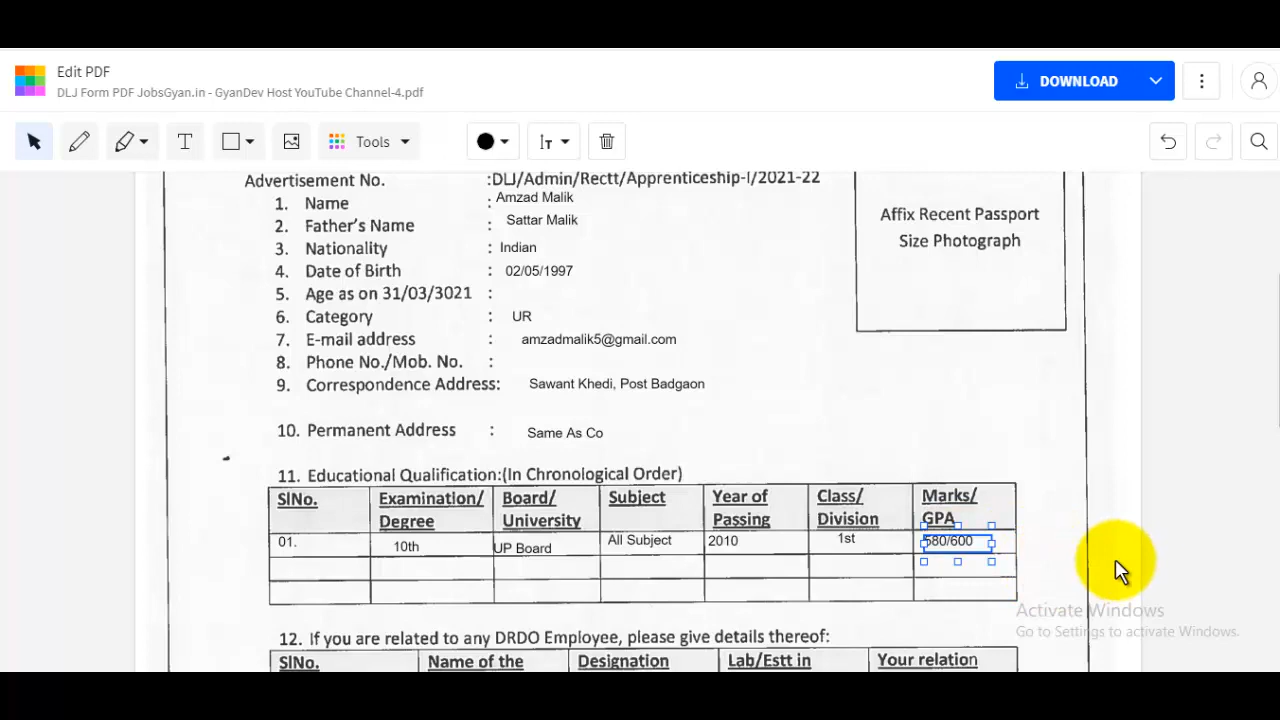 Edit PDF
DLJ Form PDF JobsGyan.in - GyanDev Host YouTube Channel-4.pdf
DOWNLOAD
T Tools
Advertisement No. :DLJ/Admin/Rectt/Apprenticeship-I/2021-22
1. Name : Amzad Malik
2. Father's Name : Sattar Malik
3. Nationality : Indian
4. Date of Birth : 02/05/1997
5. Age as on 31/03/3021 :
6. Category : UR
7. E-mail address : amzadmalik5@gmail.com
8. Phone No./Mob. No. :
9. Correspondence Address: Sawant Khedi, Post Badgaon
10. Permanent Address : Same As Co
Affix Recent Passport
Size Photograph
11. Educational Qualification:(In Chronological Order)
SlNo. Examination/ Board/ Subject Year of Class/ Marks/
Degree University Passing Division GPA
01. 10th UP Board All Subject 2010 1st 580/600
12. If you are related to any DRDO Employee, please give details thereof:
SlNo. Name of the Designation Lab/Estt in Your relation
Activate Windows
Go to Settings to activate Windows.